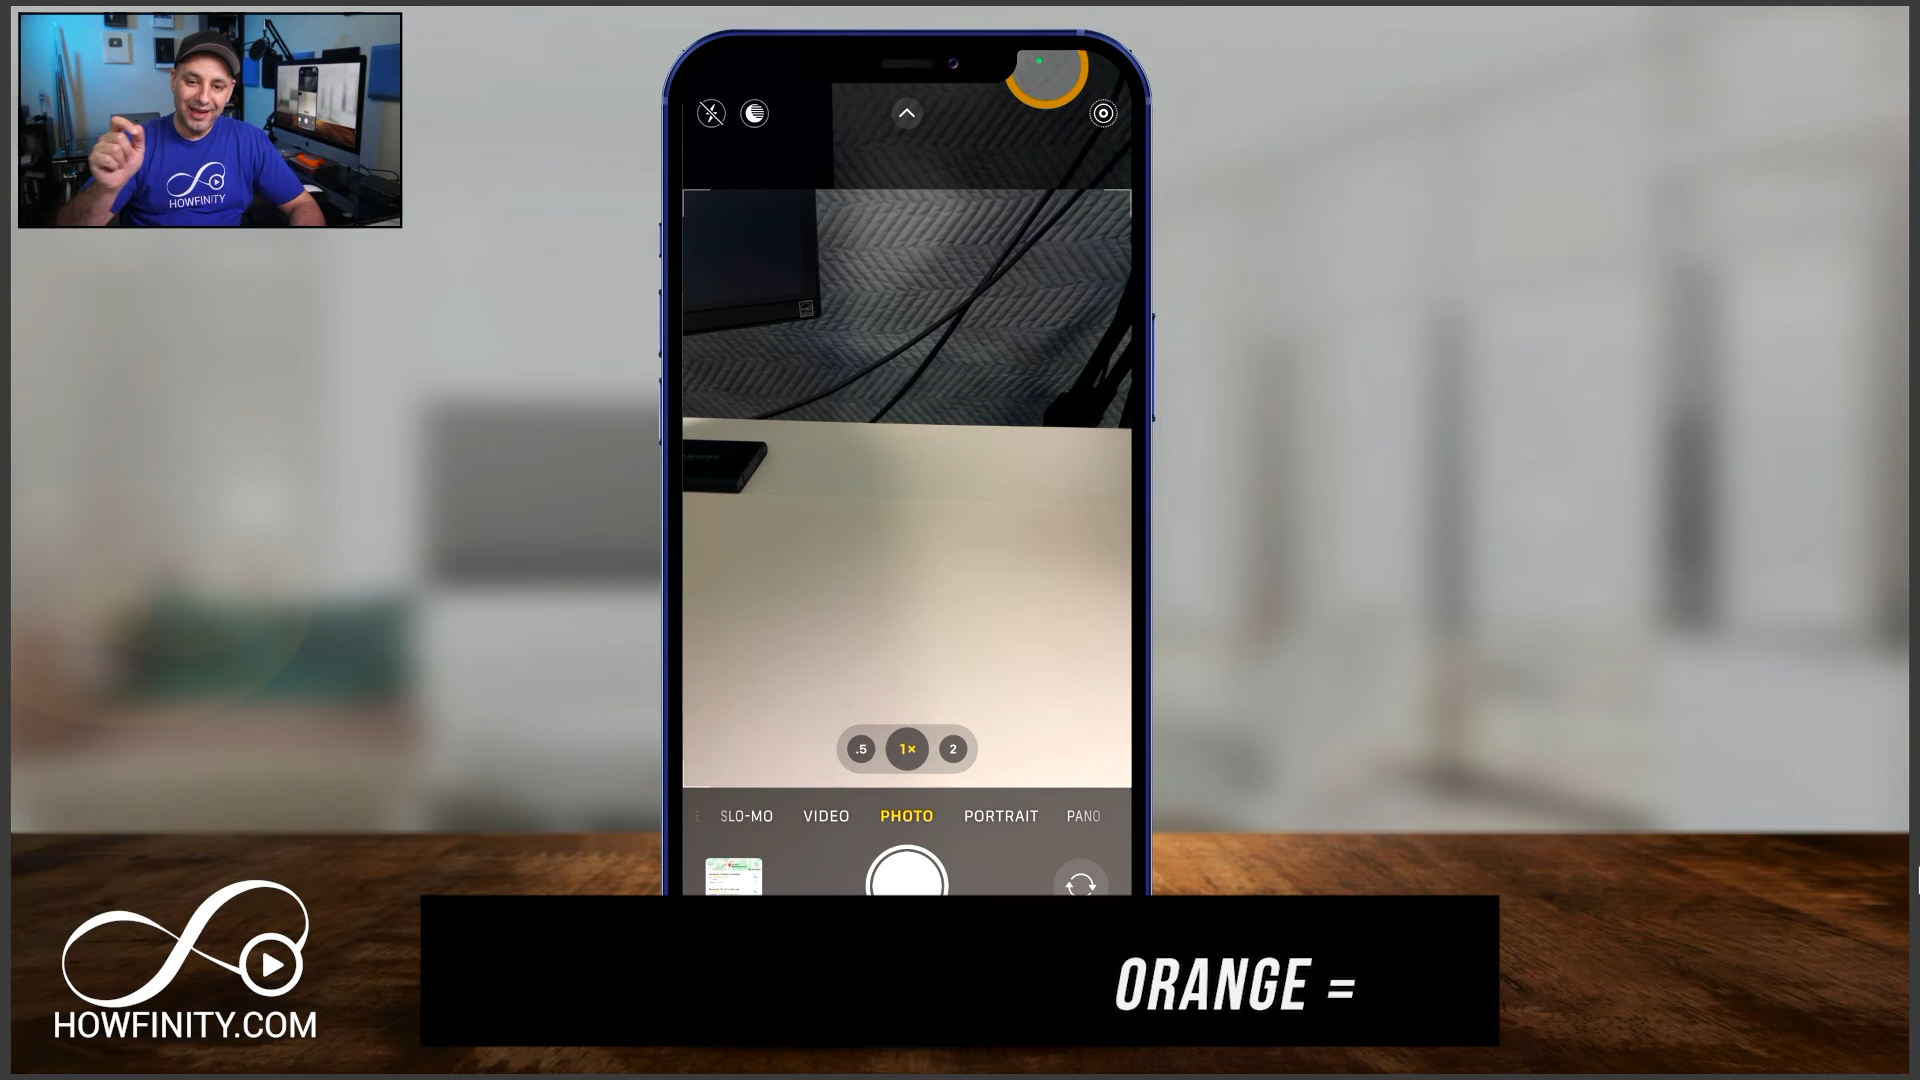 HOWFINITY
.5 1× 2
SLO-MO VIDEO PHOTO PORTRAIT PANO
ORANGE =
HOWFINITY.COM